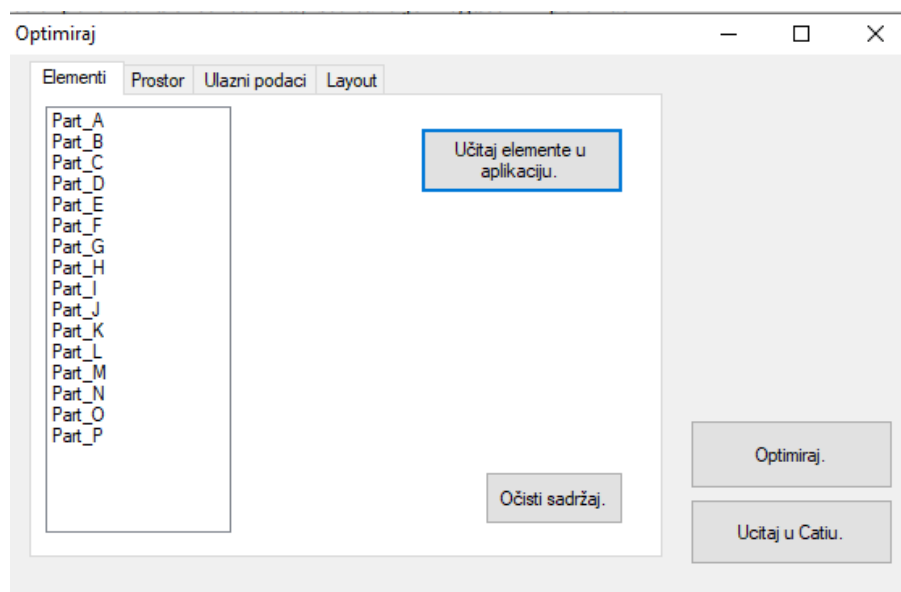 Optimiraj
Elementi Prostor Ulazni podaci Layout
Part_A
Part_B
Part_C
Part_D
Part_E
Part_F
Part_G
Part_H
Part_I
Part_J
Part_K
Part_L
Part_M
Part_N
Part_O
Part_P
Učitaj elemente u
aplikaciju.
Očisti sadržaj.
Optimiraj.
Ucitaj u Catiu.